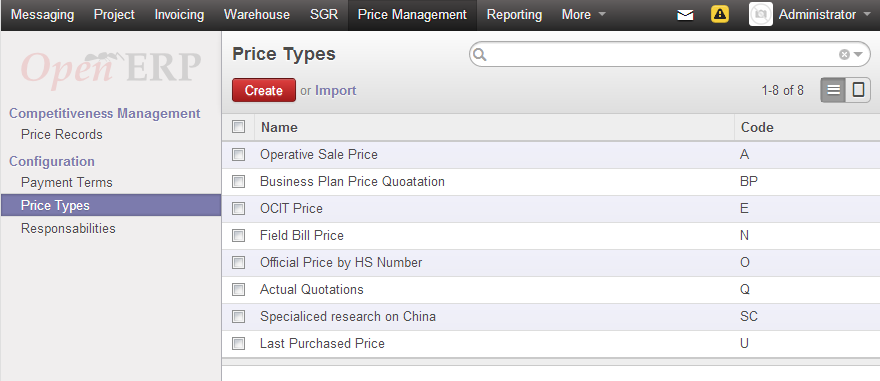 Messaging Project Invoicing Warehouse SGR Price Management Reporting More Administrator
Open ERP
Competitiveness Management
Price Records
Configuration
Payment Terms
Price Types
Responsabilities
Price Types
Create or Import 1-8 of 8
Name Code
Operative Sale Price A
Business Plan Price Quoatation BP
OCIT Price E
Field Bill Price N
Official Price by HS Number O
Actual Quotations Q
Specialiced research on China SC
Last Purchased Price U